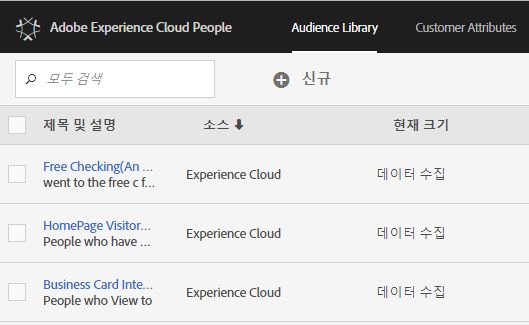 Adobe Experience Cloud People Audience Library Customer Attributes
모두 검색 신규
제목 및 설명 소스 현재 크기
Free Checking(An ...
went to the free c f... Experience Cloud 데이터 수집
HomePage Visitor...
People who have ... Experience Cloud 데이터 수집
Business Card Inte...
People who View to Experience Cloud 데이터 수집